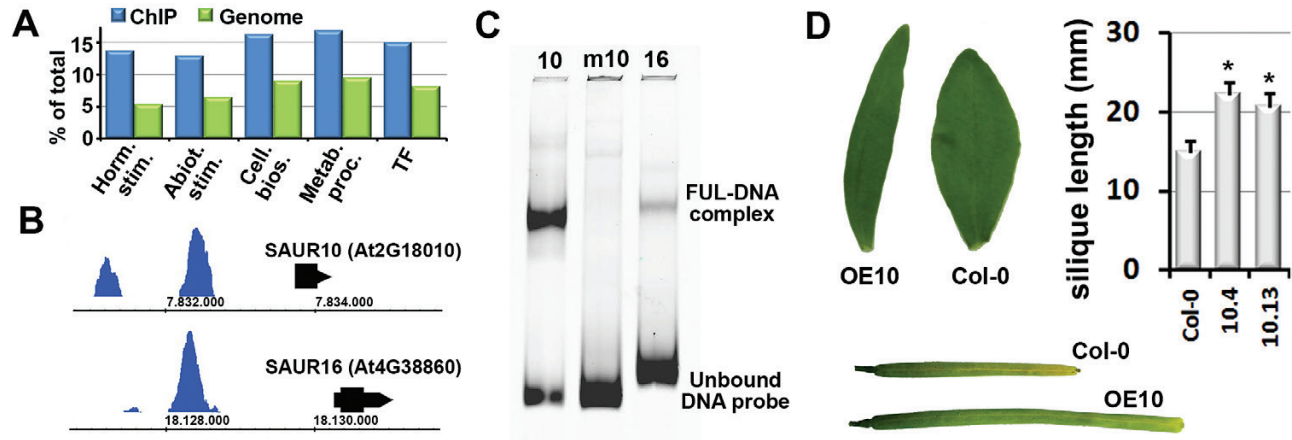 A
ChIP Genome
% of total
15
10
5
0
Horm.
stim.
Abiot.
stim.
Cell.
bios.
Metab.
proc.
TF
B
SAUR10 (At2G18010)
7.832.000 7.834.000
SAUR16 (At4G38860)
18.128.000 18.130.000
C
10 m10 16
FUL-DNA
complex
Unbound
DNA probe
D
OE10 Col-0
silique length (mm)
30
20
10
0
* *
Col-0
10.4
10.13
Col-0
OE10